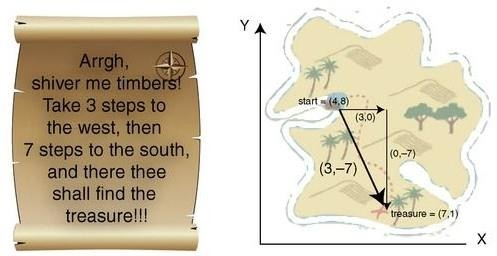 Arrgh,
shiver me timbers!
Take 3 steps to
the west, then
7 steps to the south,
and there thee
shall find the
treasure!!!
Y
start = (4,8)
(3,0)
(0,-7)
(3,-7)
treasure = (7,1)
X